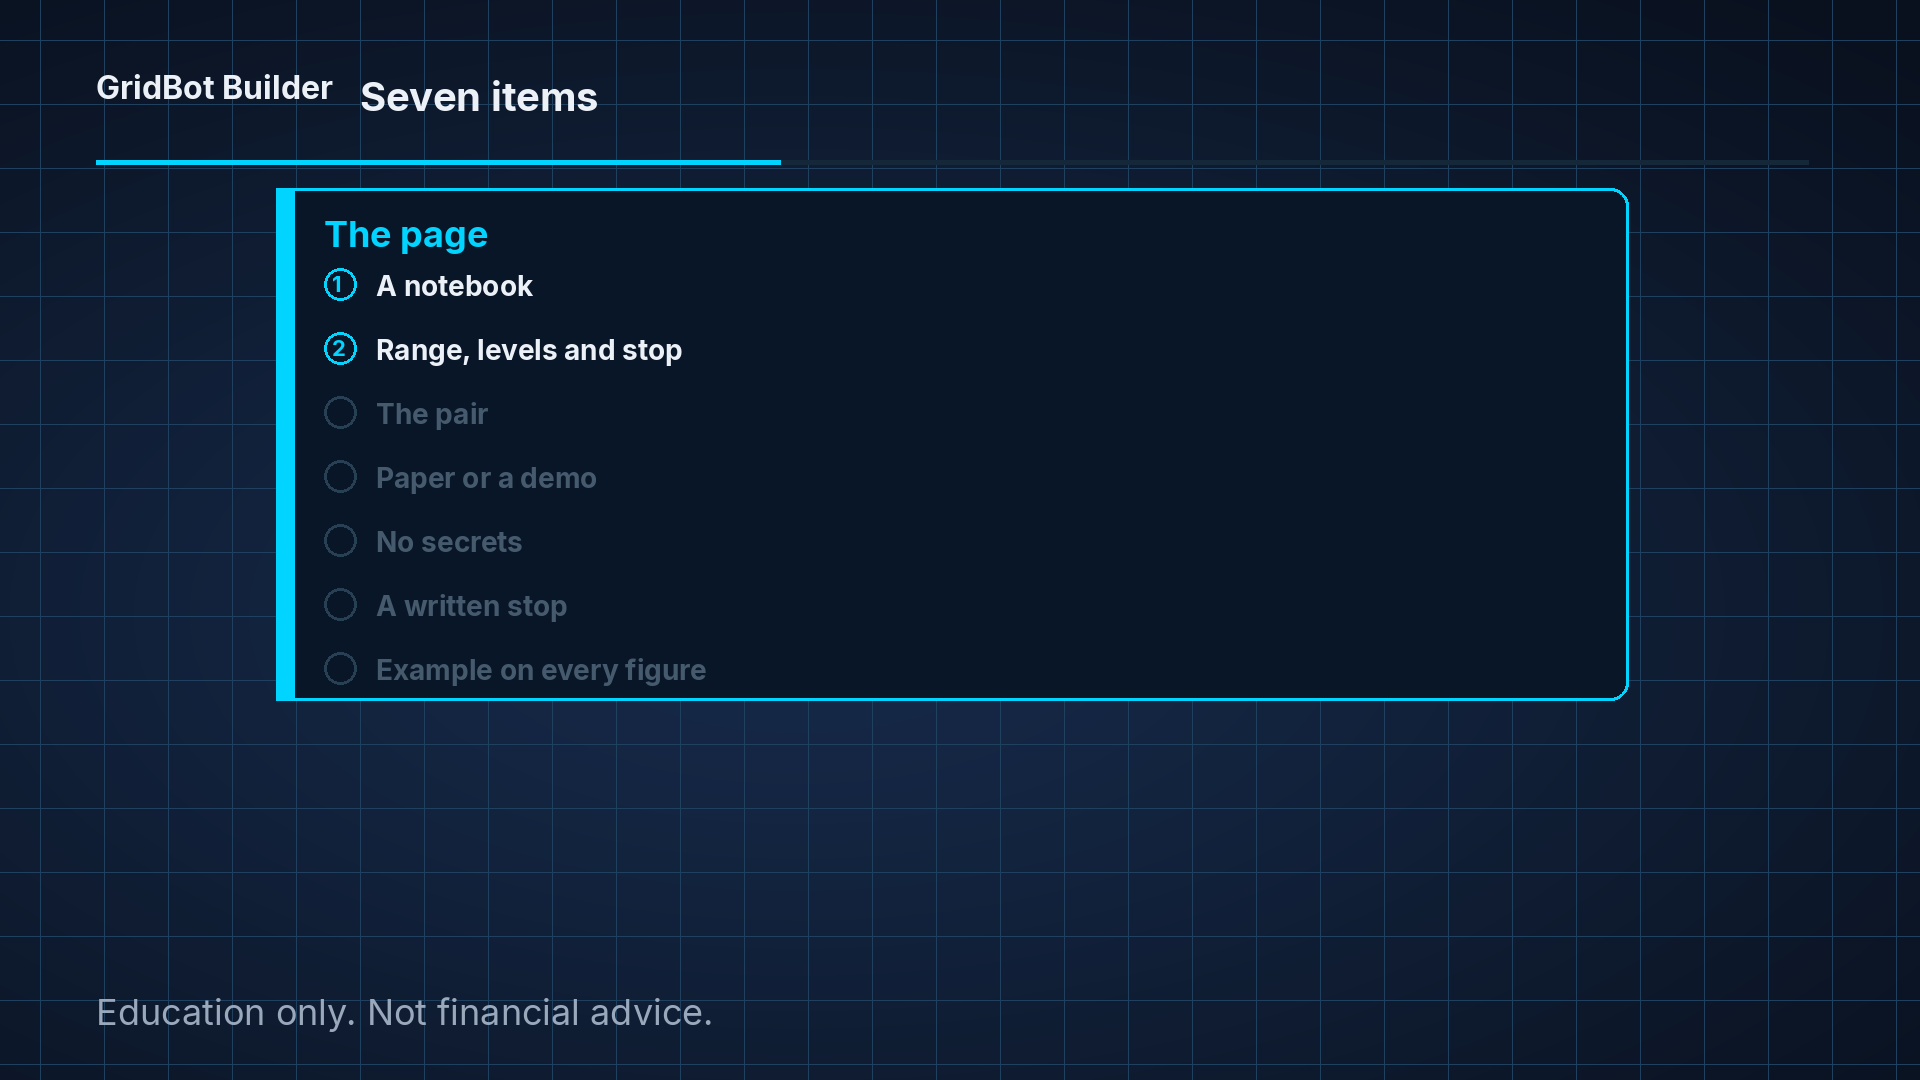 GridBot Builder
Seven items
The page
1 A notebook
2 Range, levels and stop
The pair
Paper or a demo
No secrets
A written stop
Example on every figure
Education only. Not financial advice.